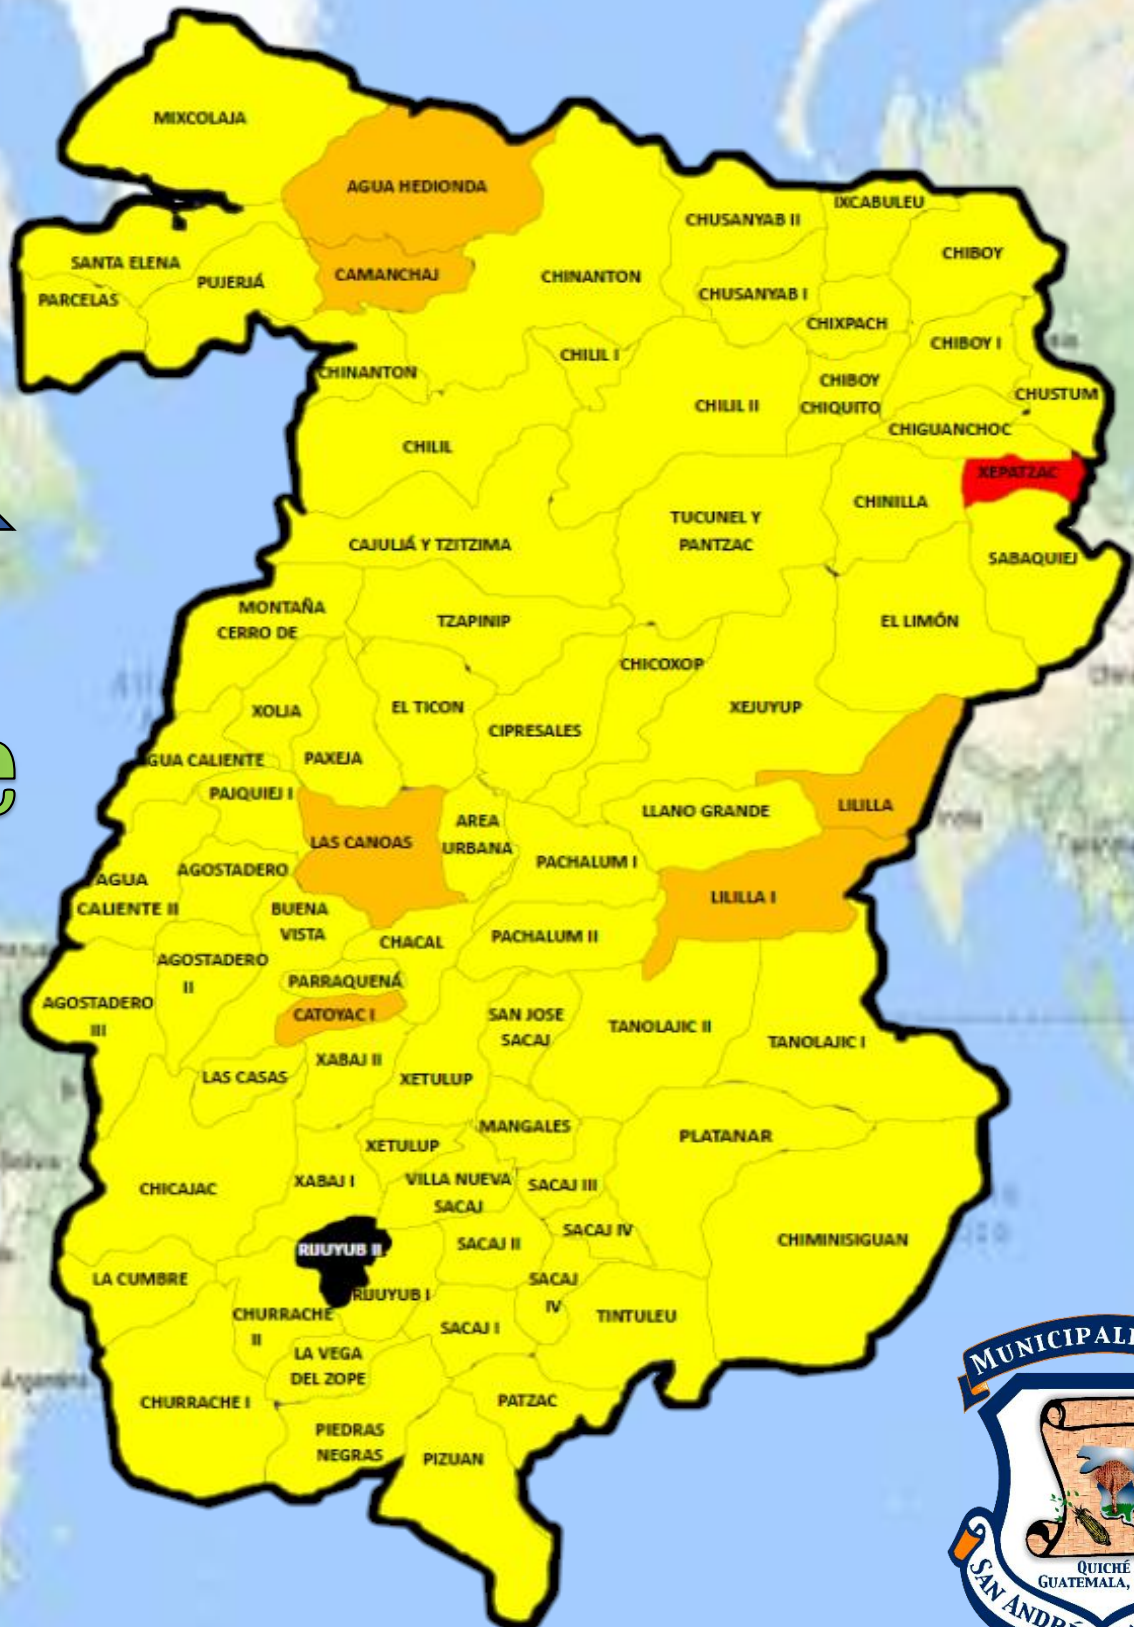 MIXCOLAJA
AGUA HEDIONDA
IXCABULEU
CHUSANYAB II
CHIBOY
SANTA ELENA
PUJERJÁ
CAMANCHAJ
CHINANTON
PARCELAS
CHUSANYAB I
CHIXPACH
CHIBOY I
CHINANTON
CHILIL I
CHIBOY
CHIQUITO
CHUSTUM
CHILIL II
CHIGUANCHOC
CHILIL
XEPATZAC
CHINILLA
TUCUNEL Y
PANTZAC
CAJULJÁ Y TZITZIMA
SABAQUIEJ
MONTAÑA
CERRO DE
TZAPINIP
EL LIMÓN
CHICOXOP
XOLJA
EL TICON
XEJUYUP
CIPRESALES
GUA CALIENTE
PAXEJA
e
PAJQUIEJ I
LLANO GRANDE
LILILLA
AREA
URBANA
LAS CANOAS
PACHALUM I
AGOSTADERO
AGUA
CALIENTE II
LILILLA I
BUENA
VISTA
CHACAL
PACHALUM II
AGOSTADERO
II
PARRAQUENÁ
AGOSTADERO
III
CATOYAC I
SAN JOSE
SACAJ
TANOLAJIC II
TANOLAJIC I
XABAJ II
LAS CASAS
XETULUP
MANGALES
PLATANAR
XETULUP
CHICAJAC
XABAJ I
VILLA NUEVA
SACAJ
SACAJ III
SACAJ IV
RIJUYUB II
SACAJ II
CHIMINISIGUAN
LA CUMBRE
SACAJ
IV
RIJUYUB I
CHURRACHE
II
TINTULEU
SACAJ I
LA VEGA
DEL ZOPE
CHURRACHE I
PATZAC
PIEDRAS
NEGRAS
PIZUAN
MUNICIPALI
QUICHÉ
GUATEMALA,
SAN ANDRÉ